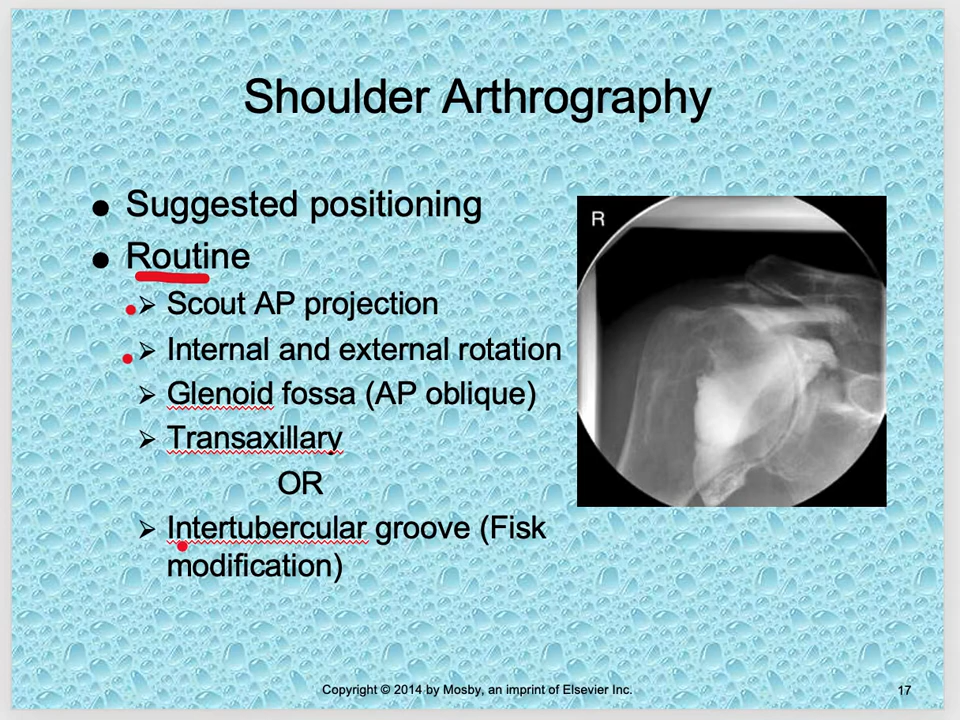 Shoulder Arthrography
● Suggested positioning
● Routine
➢ Scout AP projection
➢ Internal and external rotation
➢ Glenoid fossa (AP oblique)
➢ Transaxillary
OR
➢ Intertubercular groove (Fisk
modification)
R
Copyright © 2014 by Mosby, an imprint of Elsevier Inc.
17